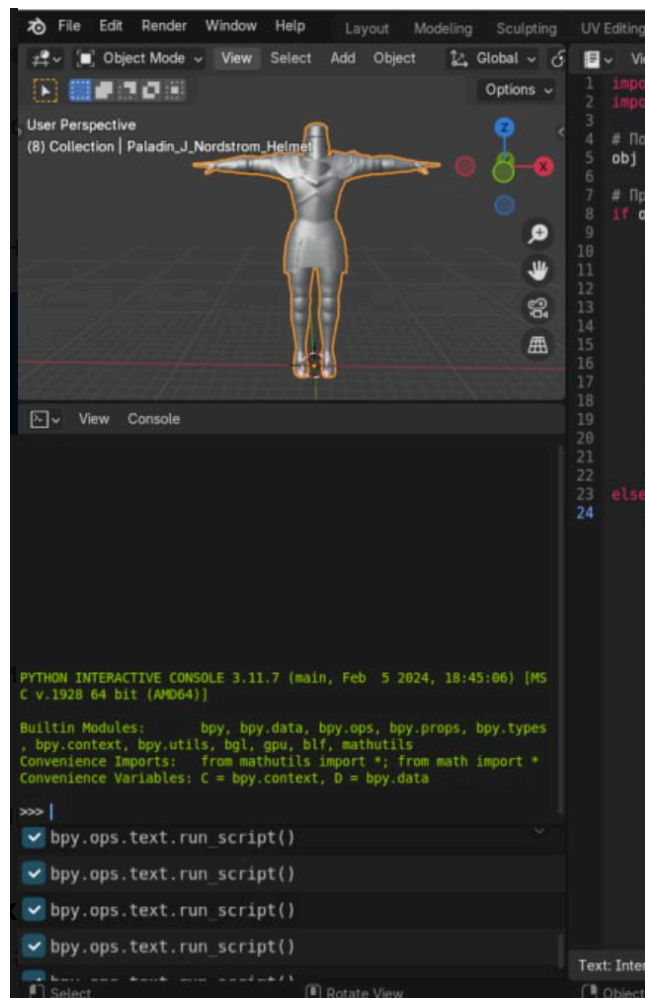 File Edit Render Window Help Layout Modeling Sculpting UV Editing
Object Mode View Select Add Object Global
Options
User Perspective
(8) Collection | Paladin_J_Nordstrom_Helmet
Z
X
View Console
PYTHON INTERACTIVE CONSOLE 3.11.7 (main, Feb  5 2024, 18:45:06) [MS
C v.1928 64 bit (AMD64)]
Builtin Modules:       bpy, bpy.data, bpy.ops, bpy.props, bpy.types
, bpy.context, bpy.utils, bgl, gpu, blf, mathutils
Convenience Imports:   from mathutils import *; from math import *
Convenience Variables: C = bpy.context, D = bpy.data
>>>
bpy.ops.text.run_script()
bpy.ops.text.run_script()
bpy.ops.text.run_script()
bpy.ops.text.run_script()
Select Rotate View
1 impo
2 impo
3
4 # По
5 obj
6
7 # Пр
8 if o
9
10
11
12
13
14
15
16
17
18
19
20
21
22
23 else
24
Text: Inter
Object